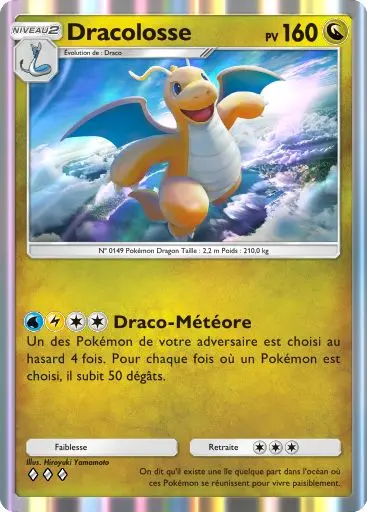 NIVEAU2
Dracolosse
PV 160
Évolution de : Draco
N° 0149 Pokémon Dragon Taille : 2,2 m Poids : 210,0 kg
Draco-Météore
Un des Pokémon de votre adversaire est choisi au
hasard 4 fois. Pour chaque fois où un Pokémon est
choisi, il subit 50 dégâts.
Faiblesse
Retraite
Illus. Hiroyuki Yamamoto
On dit qu'il existe une île quelque part dans l'océan où
ces Pokémon se réunissent pour vivre paisiblement.